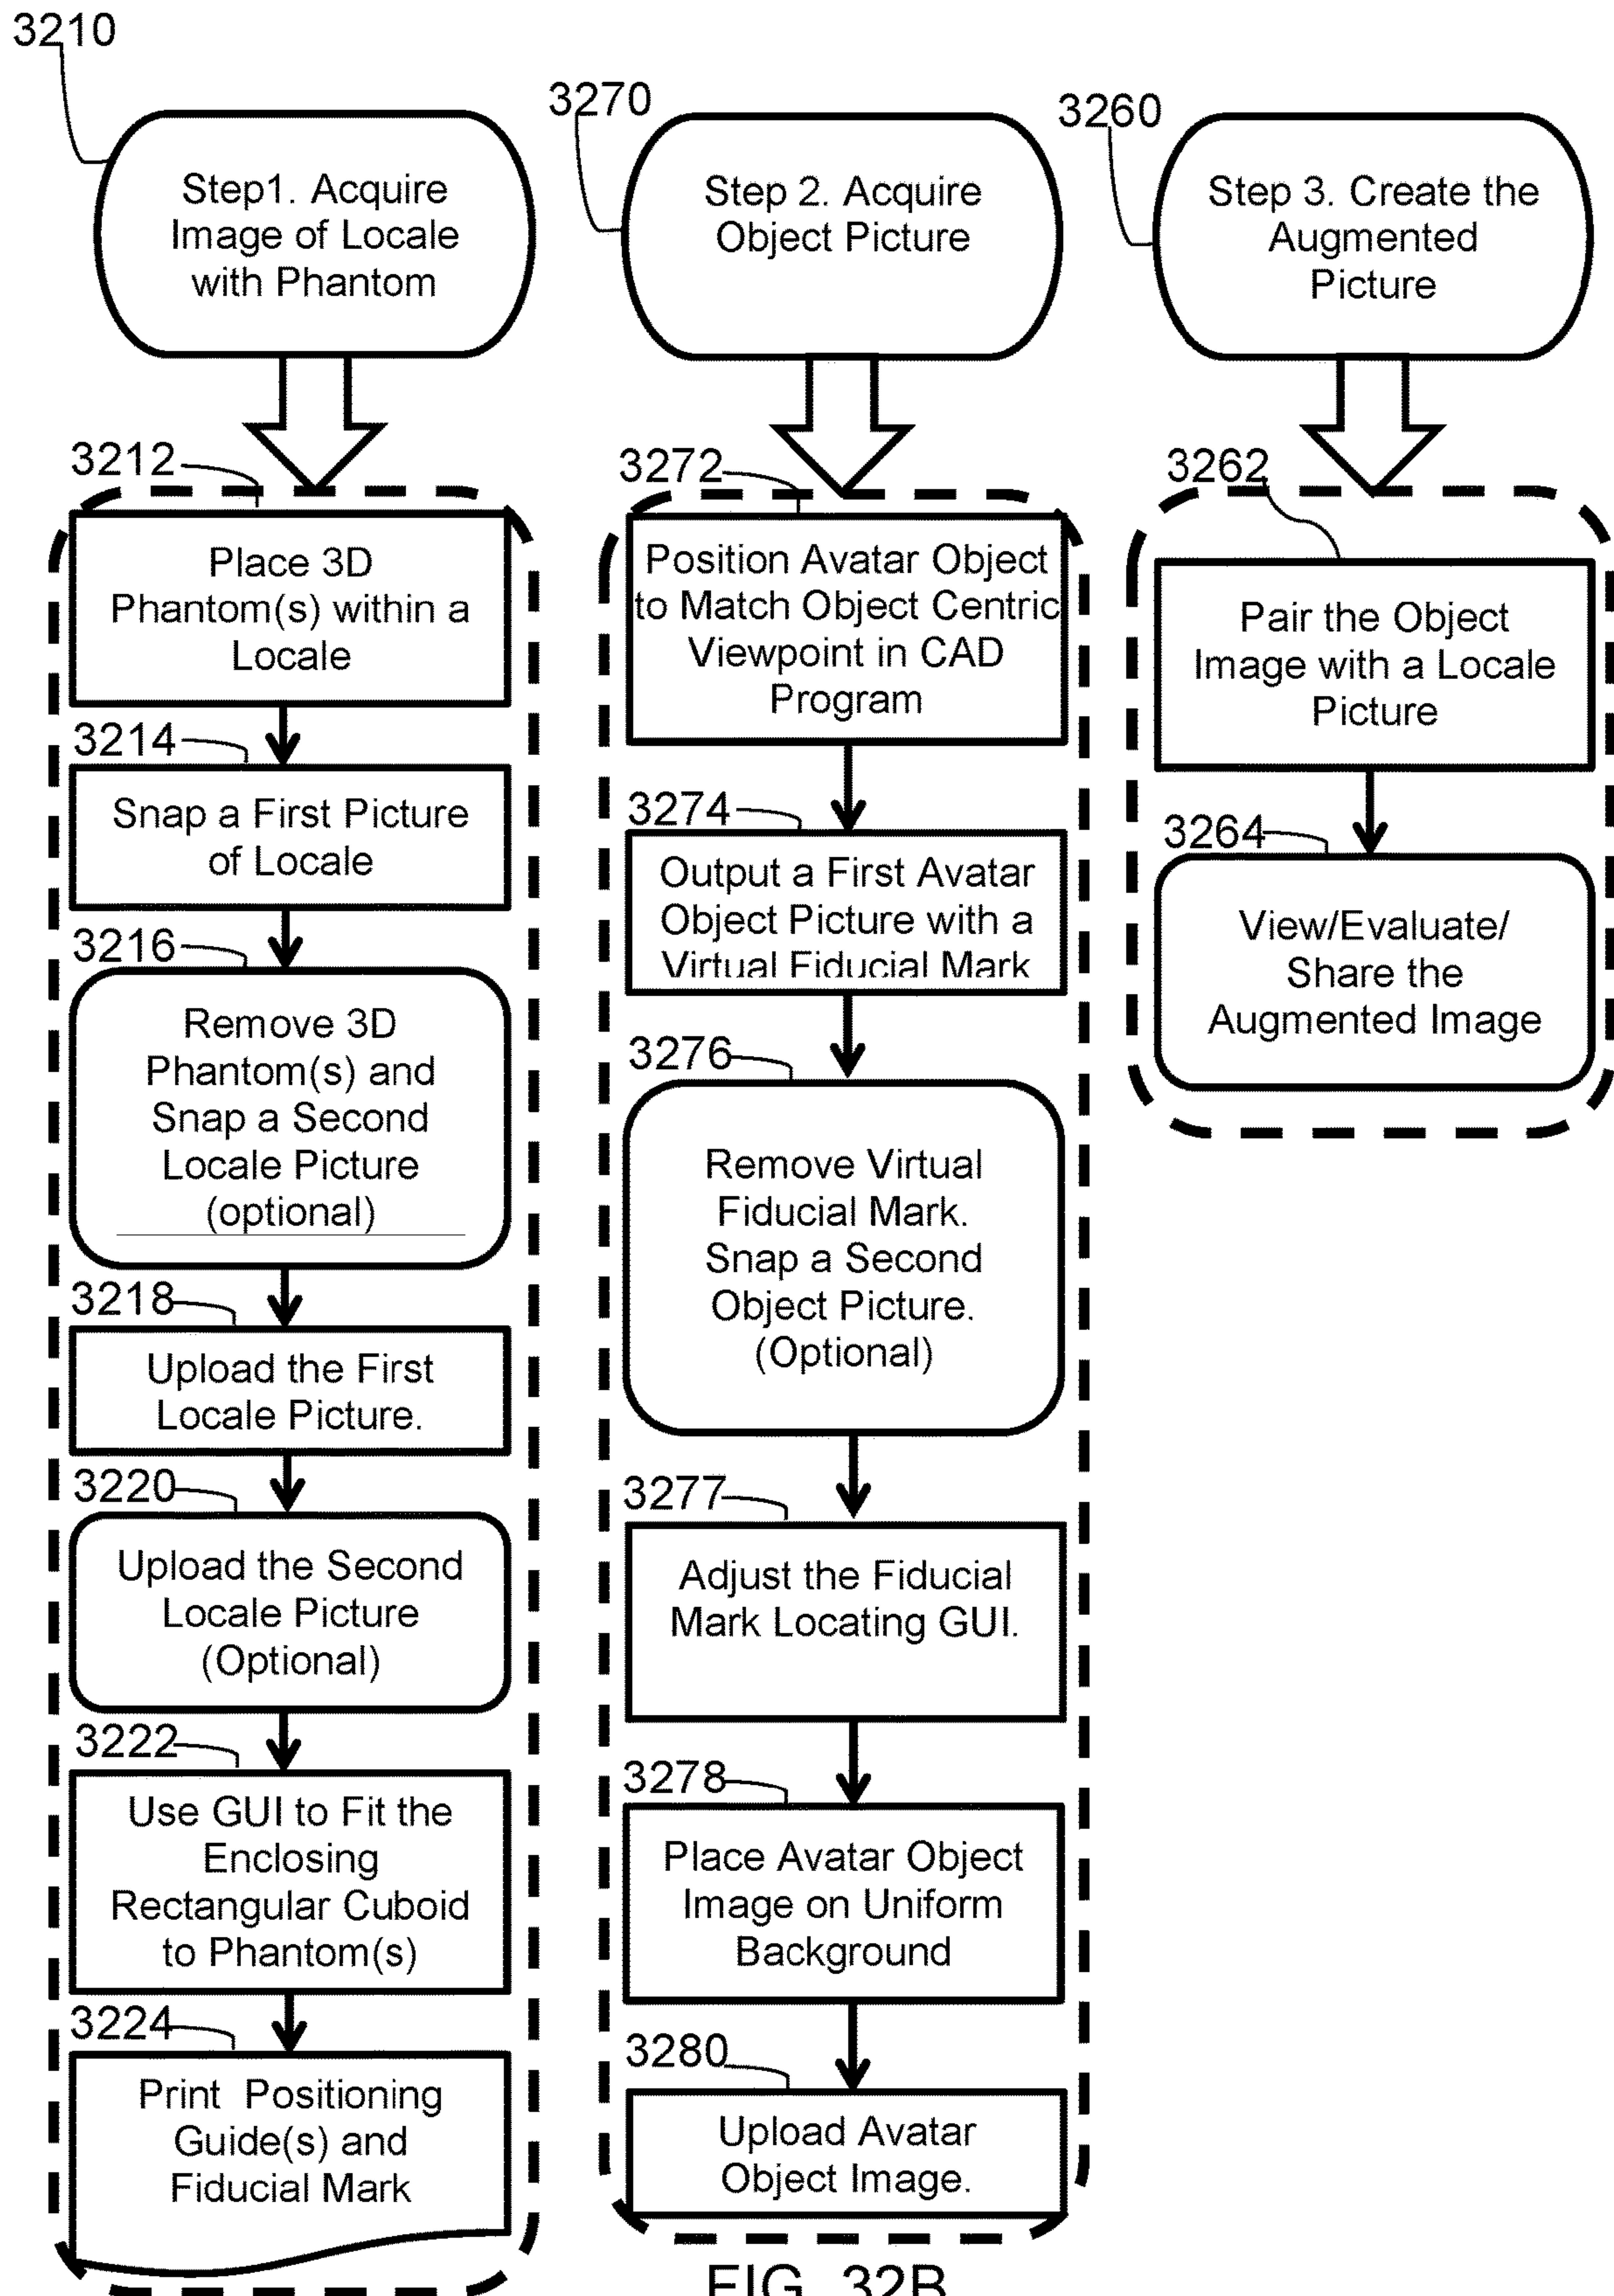 3210
Step1. Acquire
Image of Locale
with Phantom
3212
Place 3D
Phantom(s) within a
Locale
3214
Snap a First Picture
of Locale
3216
Remove 3D
Phantom(s) and
Snap a Second
Locale Picture
(optional)
3218
Upload the First
Locale Picture.
3220
Upload the Second
Locale Picture
(Optional)
3222
Use GUI to Fit the
Enclosing
Rectangular Cuboid
to Phantom(s)
3224
Print Positioning
Guide(s) and
Fiducial Mark
3270
Step 2. Acquire
Object Picture
3272
Position Avatar Object
to Match Object Centric
Viewpoint in CAD
Program
3274
Output a First Avatar
Object Picture with a
Virtual Fiducial Mark
3276
Remove Virtual
Fiducial Mark.
Snap a Second
Object Picture.
(Optional)
3277
Adjust the Fiducial
Mark Locating GUI.
3278
Place Avatar Object
Image on Uniform
Background
3280
Upload Avatar
Object Image.
3260
Step 3. Create the
Augmented
Picture
3262
Pair the Object
Image with a Locale
Picture
3264
View/Evaluate/
Share the
Augmented Image
FIG. 32B